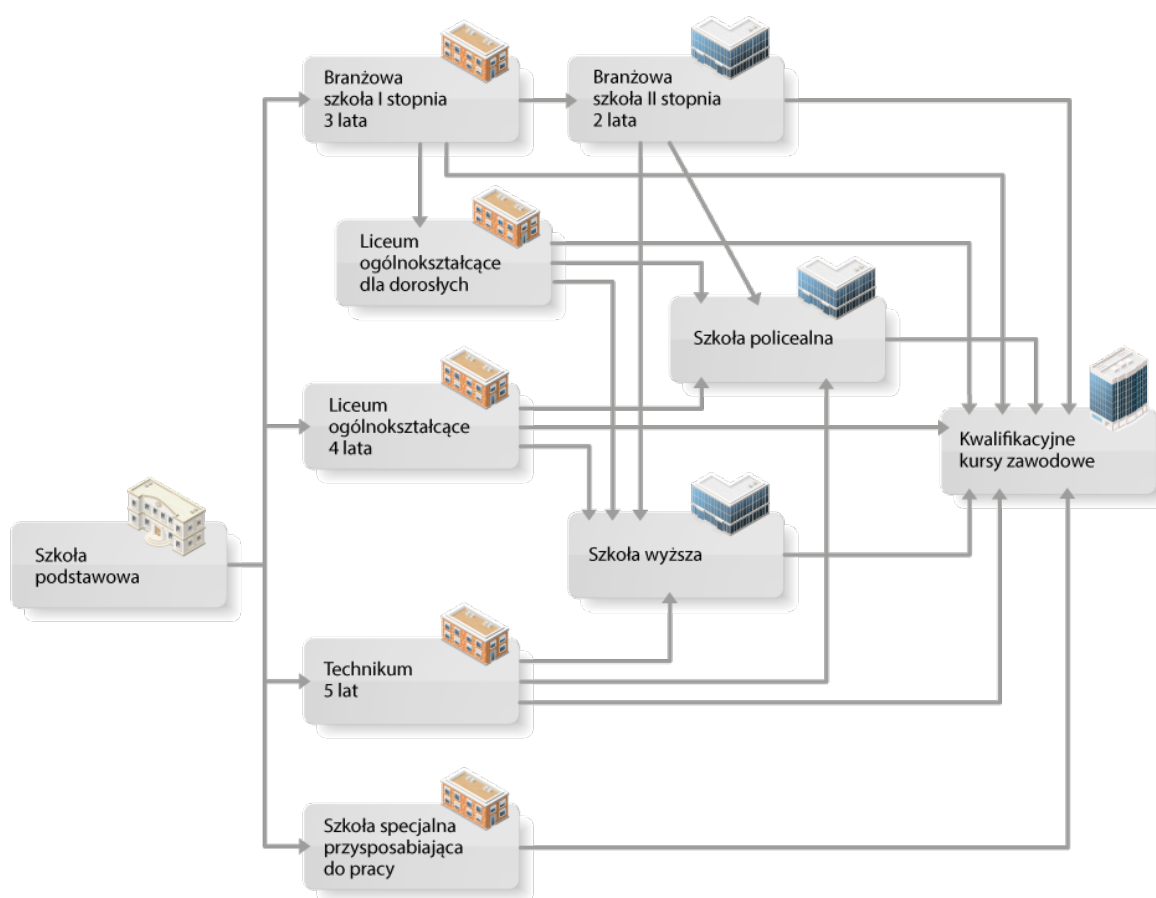 Branżowa
szkoła I stopnia
3 lata
Branżowa
szkoła II stopnia
2 lata
Liceum
ogólnokształcące
dla dorosłych
Szkoła policealna
Liceum
ogólnokształcące
4 lata
Kwalifikacyjne
kursy zawodowe
Szkoła
podstawowa
Szkoła wyższa
Technikum
5 lat
Szkoła specjalna
przysposabiająca
do pracy